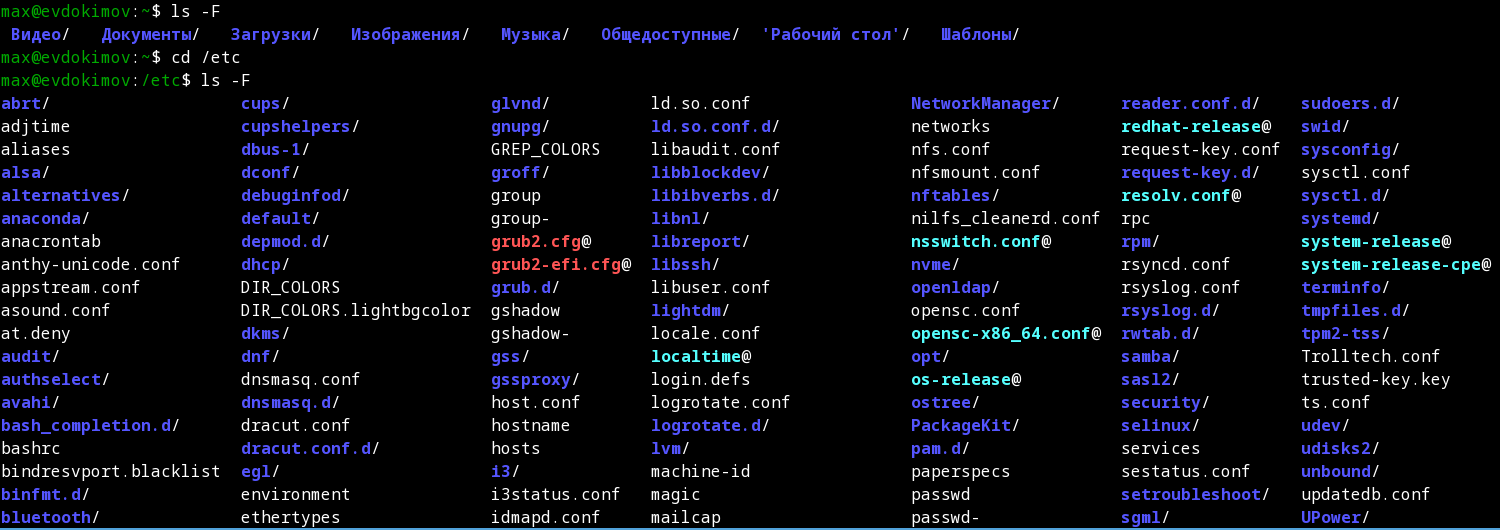 max@evdokimov:~$ ls -F
Видео/ Документы/ Загрузки/ Изображения/ Музыка/ Общедоступные/ 'Рабочий стол'/ Шаблоны/
max@evdokimov:~$ cd /etc
max@evdokimov:/etc$ ls -F
abrt/ cups/ glvnd/ ld.so.conf NetworkManager/ reader.conf.d/ sudoers.d/
adjtime cupshelpers/ gnupg/ ld.so.conf.d/ networks redhat-release@ swid/
aliases dbus-1/ GREP_COLORS libaudit.conf nfs.conf request-key.conf sysconfig/
alsa/ dconf/ groff/ libblockdev/ nfsmount.conf request-key.d/ sysctl.conf
alternatives/ debuginfod/ group libibverbs.d/ nftables/ resolv.conf@ sysctl.d/
anaconda/ default/ group- libnl/ nilfs_cleanerd.conf rpc systemd/
anacrontab depmod.d/ grub2.cfg@ libreport/ nsswitch.conf@ rpm/ system-release@
anthy-unicode.conf dhcp/ grub2-efi.cfg@ libssh/ nvme/ rsyncd.conf system-release-cpe@
appstream.conf DIR_COLORS grub.d/ libuser.conf openldap/ rsyslog.conf terminfo/
asound.conf DIR_COLORS.lightbgcolor gshadow lightdm/ opensc.conf rsyslog.d/ tmpfiles.d/
at.deny dkms/ gshadow- locale.conf opensc-x86_64.conf@ rwtab.d/ tpm2-tss/
audit/ dnf/ gss/ localtime@ opt/ samba/ Trolltech.conf
authselect/ dnsmasq.conf gssproxy/ login.defs os-release@ sasl2/ trusted-key.key
avahi/ dnsmasq.d/ host.conf logrotate.conf ostree/ security/ ts.conf
bash_completion.d/ dracut.conf hostname logrotate.d/ PackageKit/ selinux/ udev/
bashrc dracut.conf.d/ hosts lvm/ pam.d/ services udisks2/
bindresvport.blacklist egl/ i3/ machine-id paperspecs sestatus.conf unbound/
binfmt.d/ environment i3status.conf magic passwd setroubleshoot/ updatedb.conf
bluetooth/ ethertypes idmapd.conf mailcap passwd- sgml/ UPower/